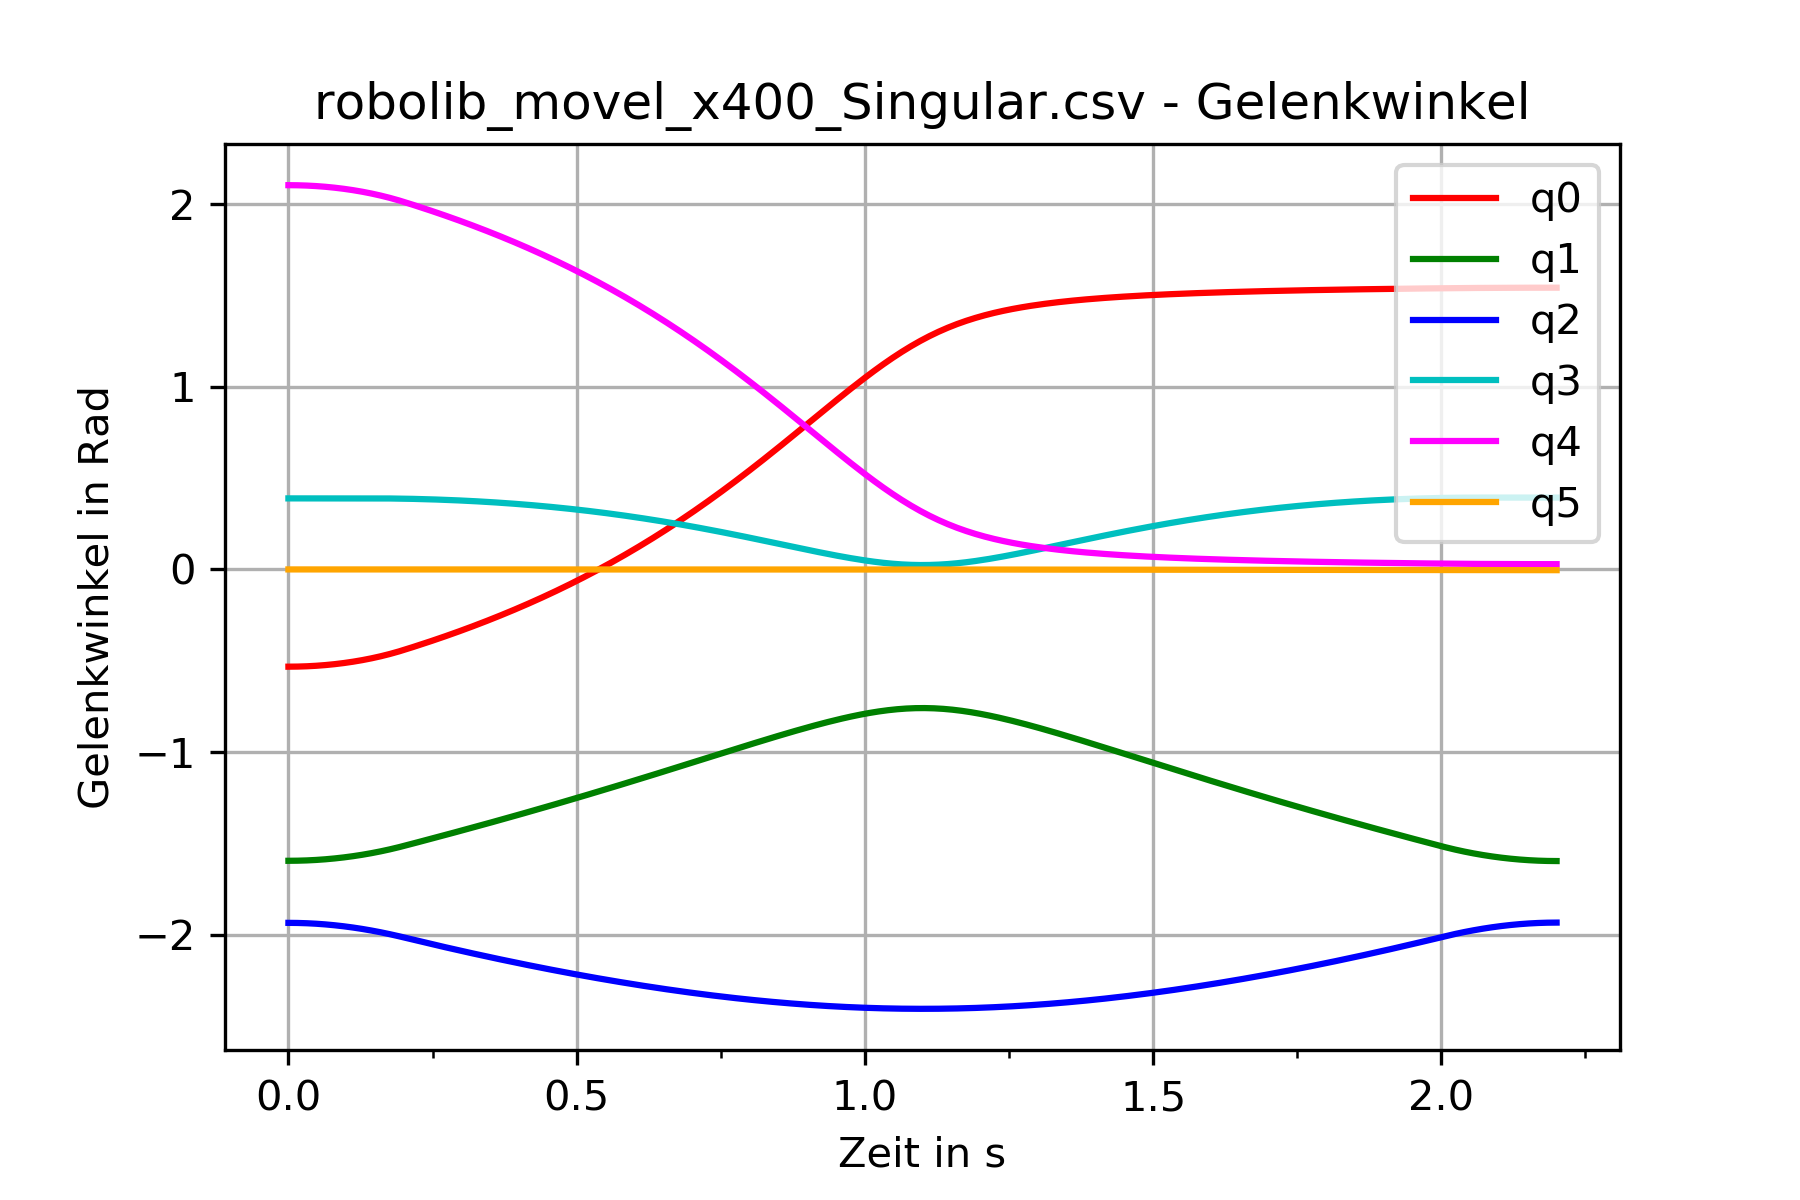 robolib_movel_x400_Singular.csv - Gelenkwinkel
Gelenkwinkel in Rad
2
1
0
−1
−2
q0
q1
q2
q3
q4
q5
0.0 0.5 1.0 1.5 2.0
Zeit in s